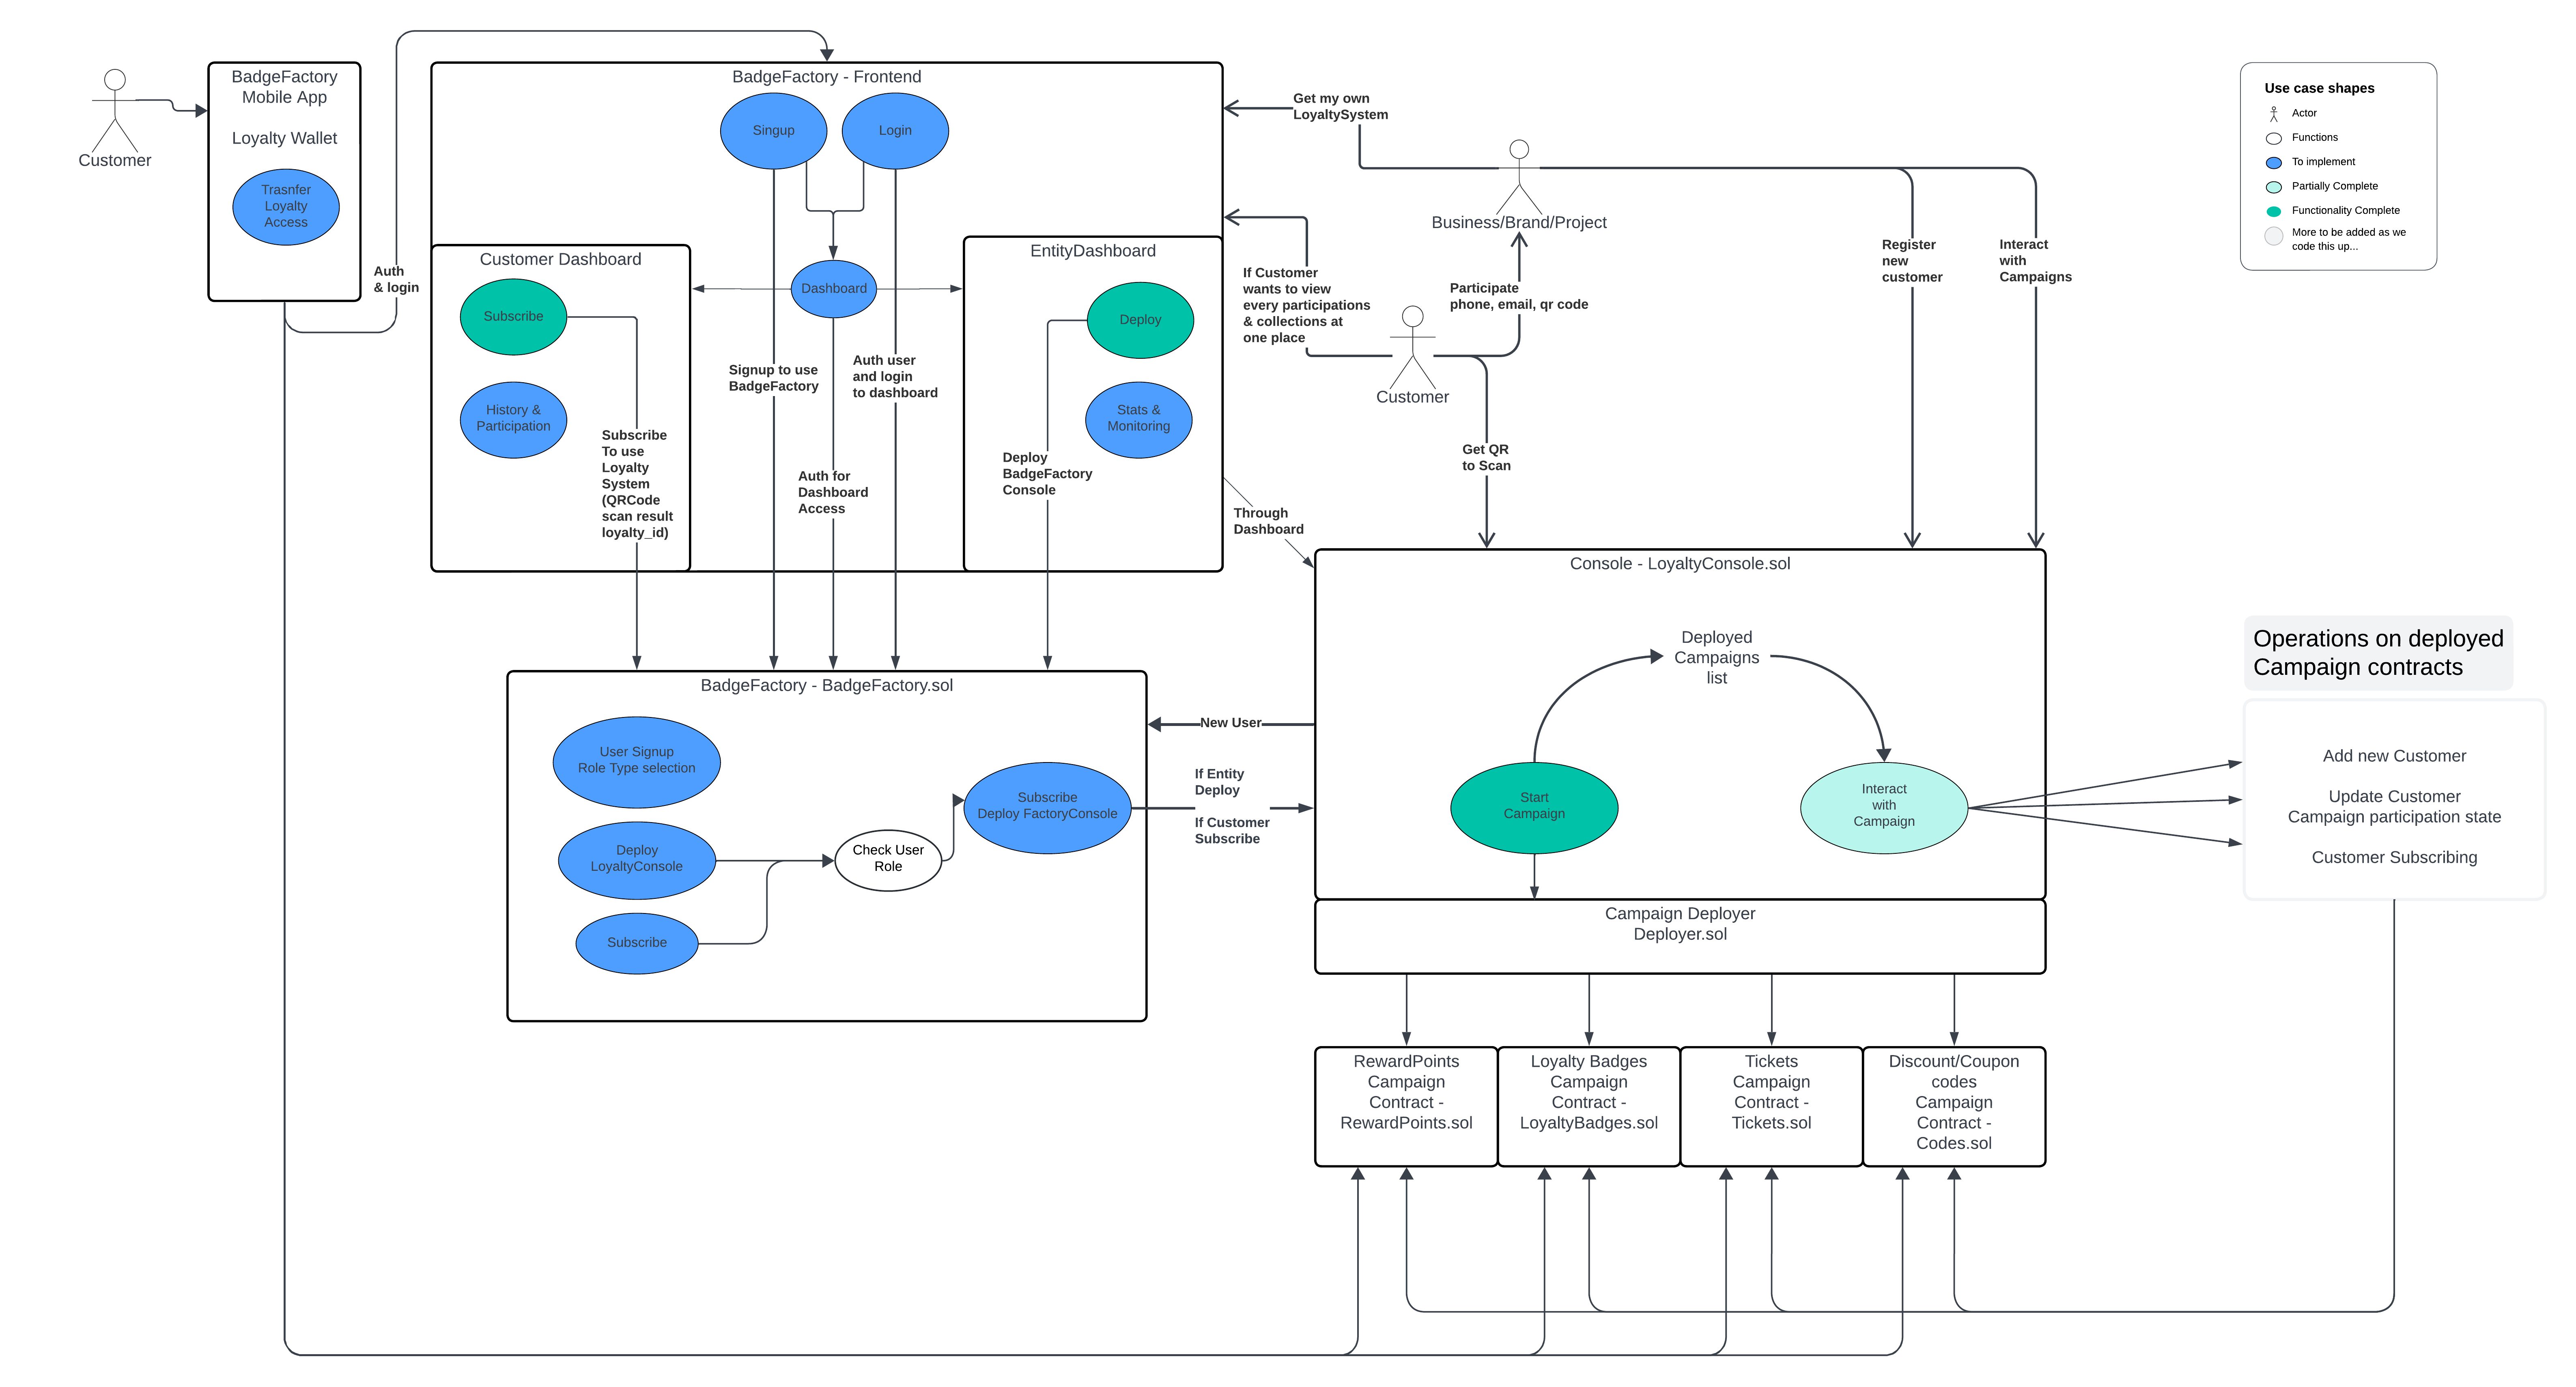 Customer
BadgeFactory
Mobile App
Loyalty Wallet
Trasnfer
Loyalty
Access
Auth
& login
BadgeFactory - Frontend
Singup
Login
Customer Dashboard
Subscribe
History &
Participation
Subscribe
To use
Loyalty
System
(QRCode
scan result
loyalty_id)
Dashboard
Signup to use
BadgeFactory
Auth user
and login
to dashboard
Auth for
Dashboard
Access
EntityDashboard
Deploy
Stats &
Monitoring
Deploy
BadgeFactory
Console
Get my own
LoyaltySystem
Business/Brand/Project
If Customer
wants to view
every participations
& collections at
one place
Participate
phone, email, qr code
Customer
Get QR
to Scan
Through
Dashboard
Register
new
customer
Interact
with
Campaigns
Use case shapes
Actor
Functions
To implement
Partially Complete
Functionality Complete
More to be added as we
code this up...
BadgeFactory - BadgeFactory.sol
User Signup
Role Type selection
Deploy
LoyaltyConsole
Subscribe
Check User
Role
Subscribe
Deploy FactoryConsole
New User
If Entity
Deploy
If Customer
Subscribe
Console - LoyaltyConsole.sol
Deployed
Campaigns
list
Start
Campaign
Interact
with
Campaign
Campaign Deployer
Deployer.sol
Operations on deployed
Campaign contracts
Add new Customer
Update Customer
Campaign participation state
Customer Subscribing
RewardPoints
Campaign
Contract -
RewardPoints.sol
Loyalty Badges
Campaign
Contract -
LoyaltyBadges.sol
Tickets
Campaign
Contract -
Tickets.sol
Discount/Coupon
codes
Campaign
Contract -
Codes.sol